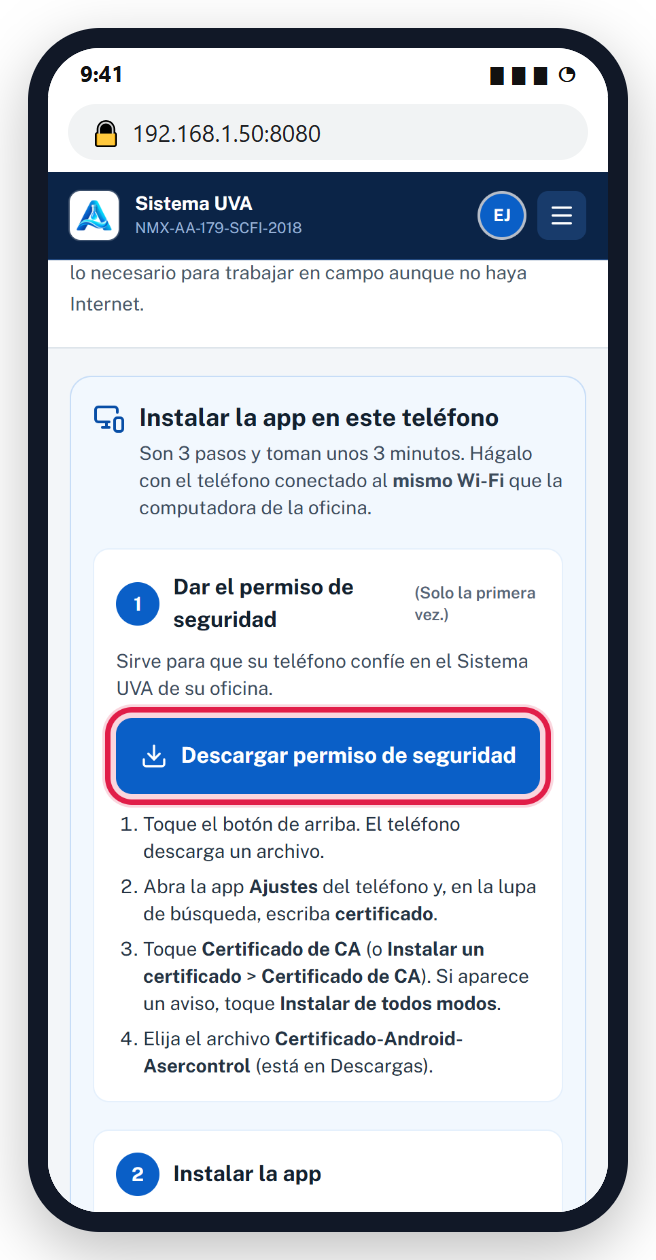 9:41
192.168.1.50:8080
Sistema UVA
EJ
NMX-AA-179-SCFI-2018
lo necesario para trabajar en campo aunque no haya
Internet.
Instalar la app en este teléfono
Son 3 pasos y toman unos 3 minutos. Hágalo
con el teléfono conectado al mismo Wi-Fi que la
computadora de la oficina.
1
Dar el permiso de
seguridad
(Solo la primera
vez.)
Sirve para que su teléfono confíe en el Sistema
UVA de su oficina.
Descargar permiso de seguridad
1. Toque el botón de arriba. El teléfono
descarga un archivo.
2. Abra la app Ajustes del teléfono y, en la lupa
de búsqueda, escriba certificado.
3. Toque Certificado de CA (o Instalar un
certificado > Certificado de CA). Si aparece
un aviso, toque Instalar de todos modos.
4. Elija el archivo Certificado-Android-
Asercontrol (está en Descargas).
2
Instalar la app